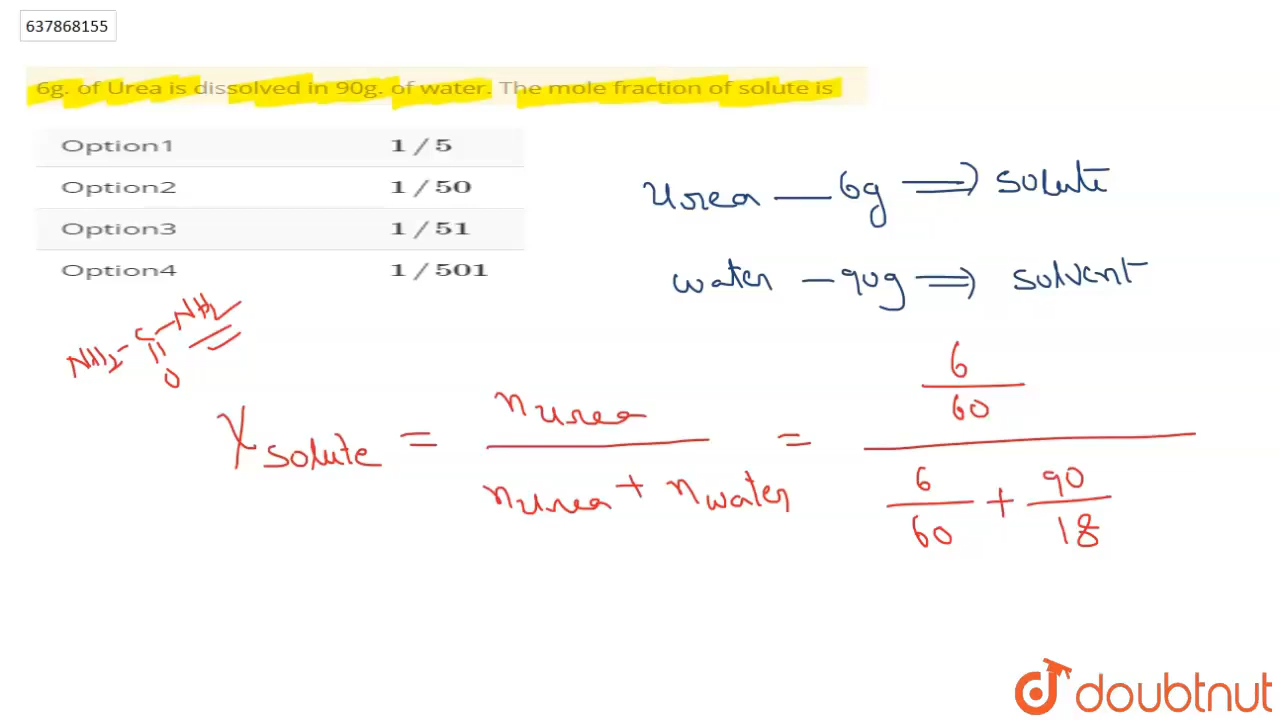 637868155
6g. of Urea is dissolved in 90g. of water. The mole fraction of solute is
Option1 1 / 5
Option2 1 / 50
Option3 1 / 51
Option4 1 / 501
Urea — 6g ⟹ solute
water — 90g ⟹ solvent
NH2 - C - NH2
O
χ solute = n urea / n urea + n water = 6/60 / 6/60 + 90/18
doubtnut